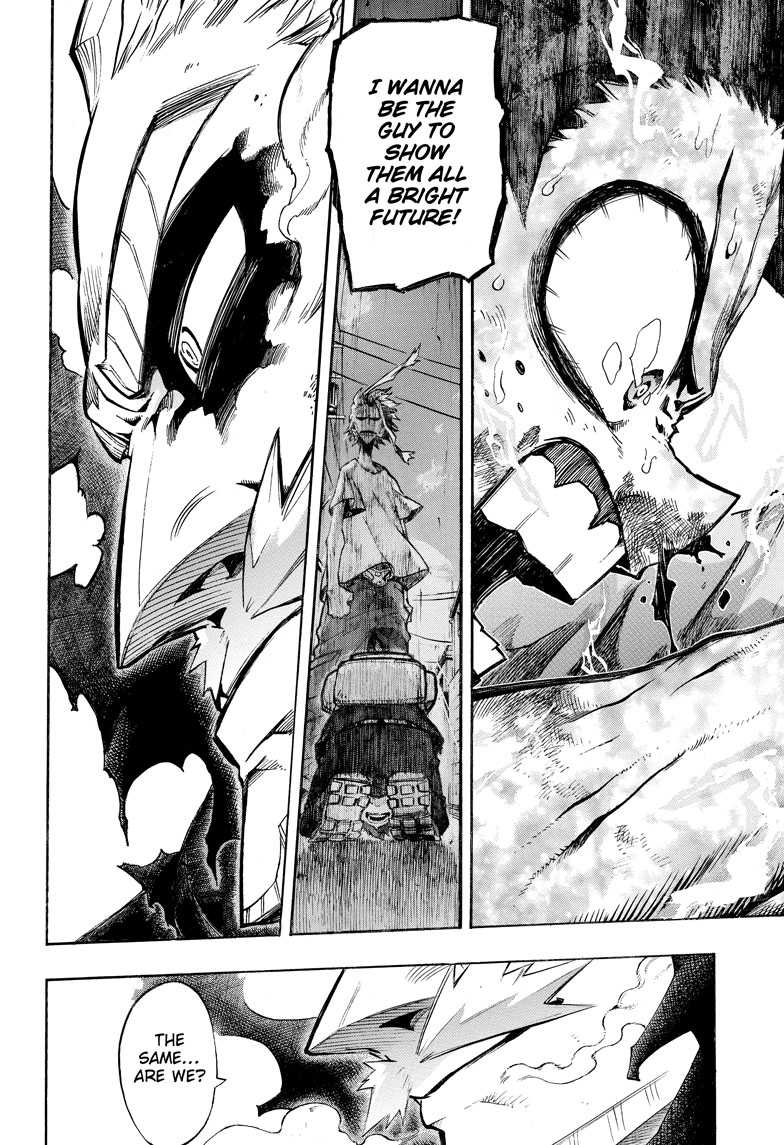 I WANNA
BE THE
GUY TO
SHOW
THEM ALL
A BRIGHT
FUTURE!
THE
SAME...
ARE WE?